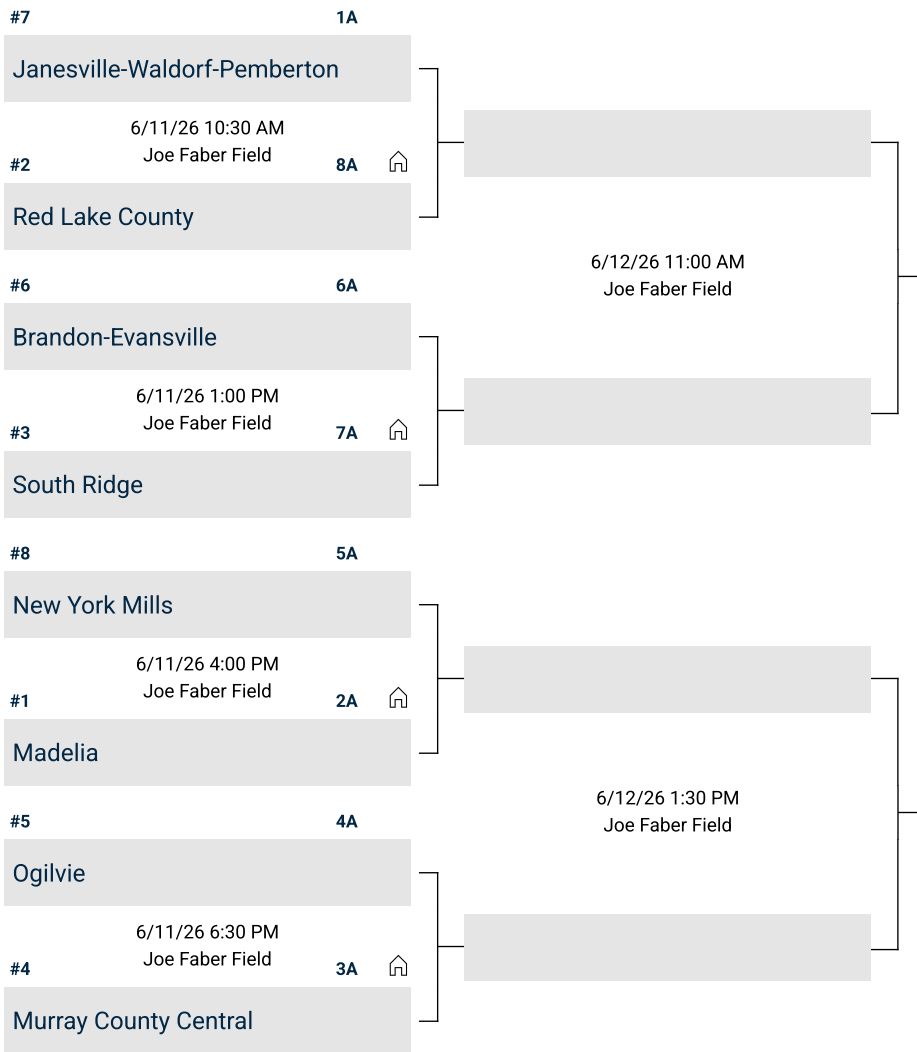 #7 1A
Janesville-Waldorf-Pemberton
6/11/26 10:30 AM
Joe Faber Field
#2 8A
Red Lake County
#6 6A
Brandon-Evansville
6/11/26 1:00 PM
Joe Faber Field
#3 7A
South Ridge
6/12/26 11:00 AM
Joe Faber Field
#8 5A
New York Mills
6/11/26 4:00 PM
Joe Faber Field
#1 2A
Madelia
#5 4A
Ogilvie
6/11/26 6:30 PM
Joe Faber Field
#4 3A
Murray County Central
6/12/26 1:30 PM
Joe Faber Field